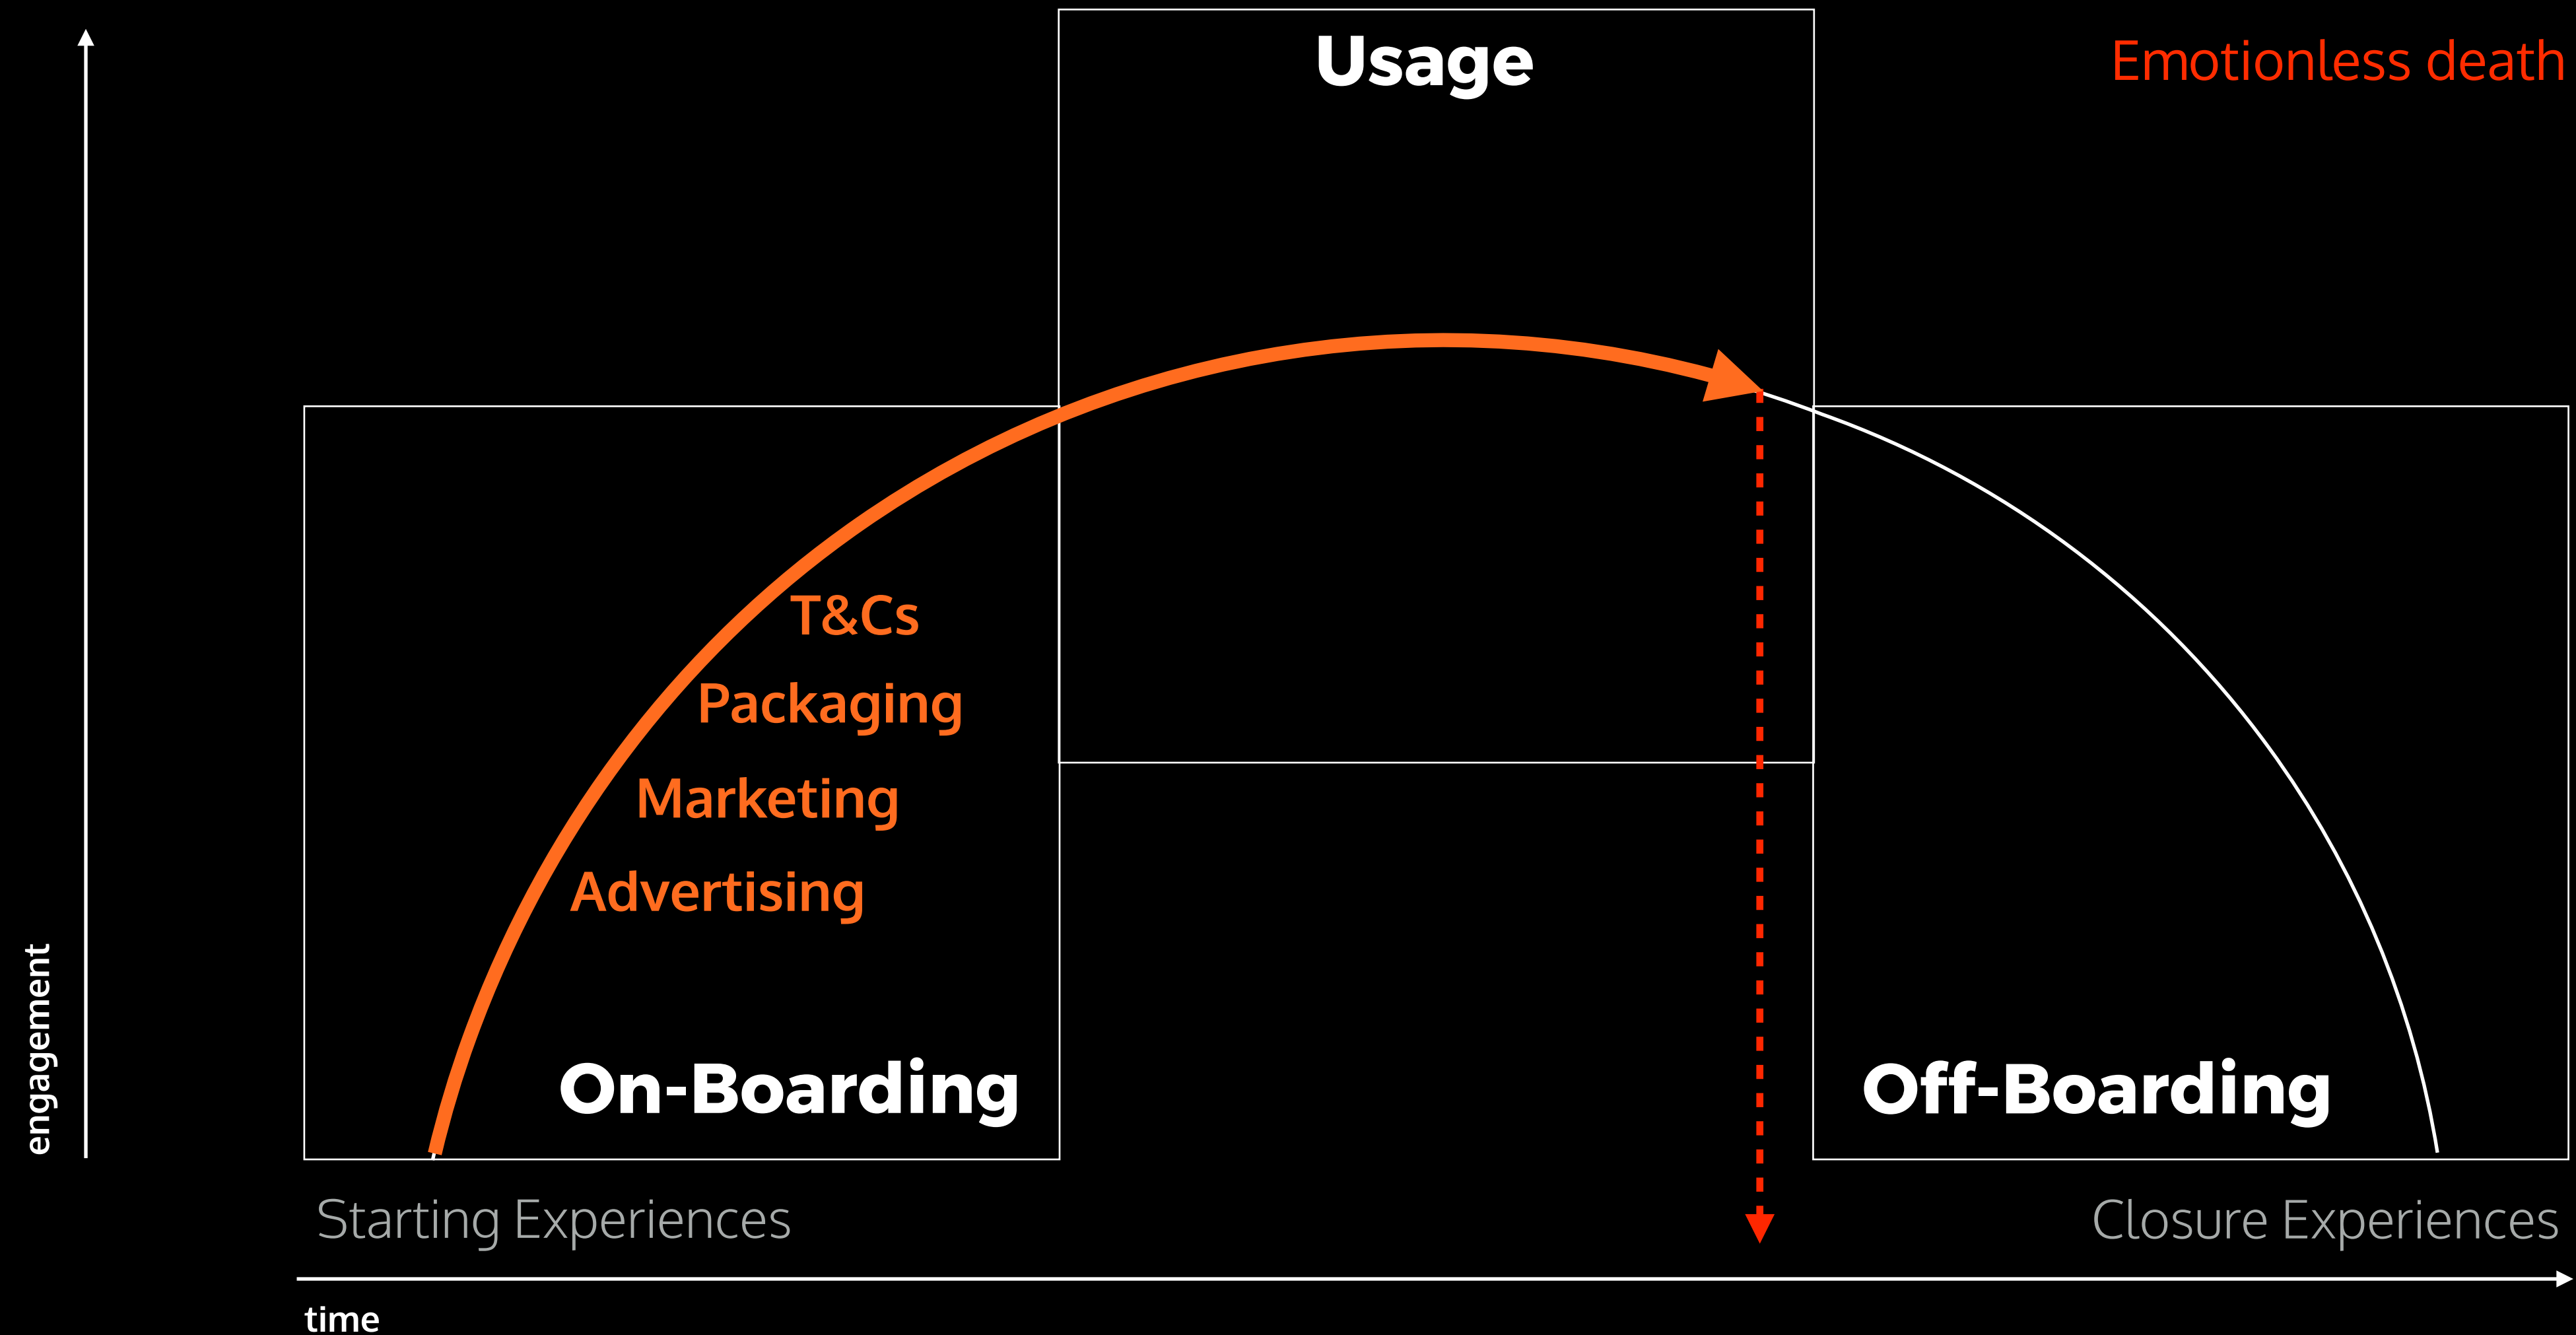 Usage
Emotionless death
T&Cs
Packaging
Marketing
Advertising
On-Boarding
Off-Boarding
engagement
Starting Experiences
Closure Experiences
time